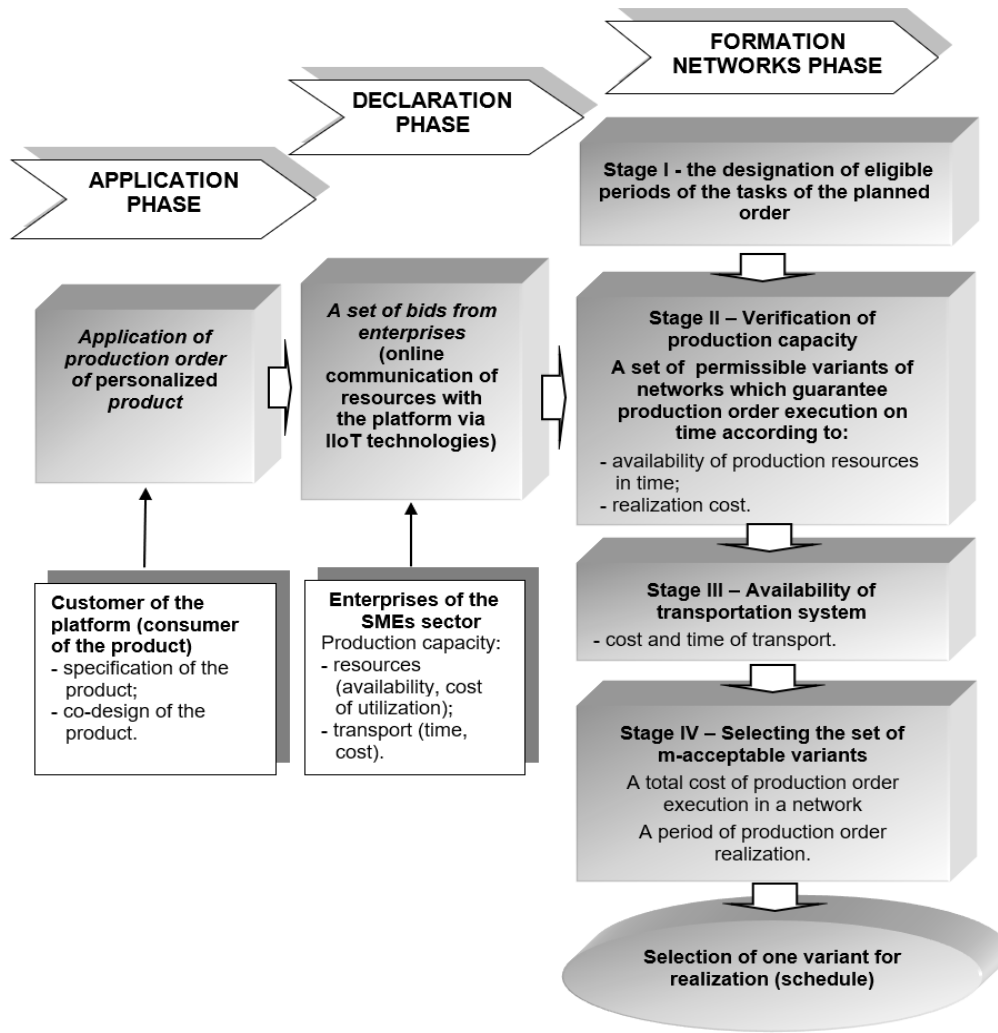 APPLICATION
PHASE
DECLARATION
PHASE
FORMATION
NETWORKS PHASE
Application of
production order
of personalized
product
Customer of the
platform (consumer
of the product)
- specification of the
product;
- co-design of the
product.
A set of bids from
enterprises
(online
communication of
resources with
the platform via
IIoT technologies)
Enterprises of the
SMEs sector
Production capacity:
- resources
(availability, cost
of utilization);
- transport (time,
cost).
Stage I - the designation of eligible
periods of the tasks of the planned
order
Stage II – Verification of
production capacity
A set of permissible variants of
networks which guarantee
production order execution on
time according to:
- availability of production resources
in time;
- realization cost.
Stage III – Availability of
transportation system
- cost and time of transport.
Stage IV – Selecting the set of
m-acceptable variants
A total cost of production order
execution in a network
A period of production order
realization.
Selection of one variant for
realization (schedule)